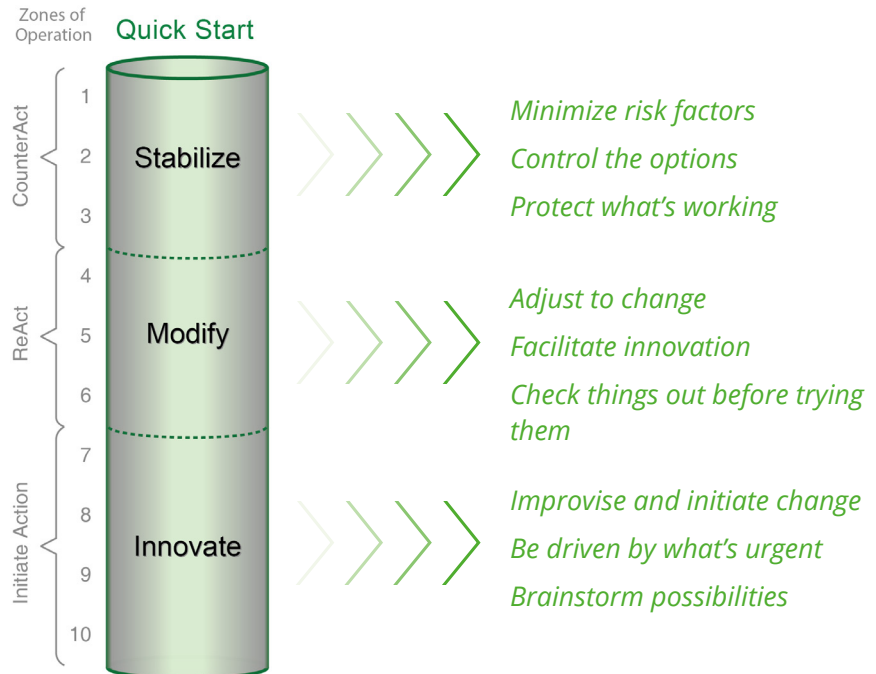 Zones of
Operation
Quick Start
CounterAct
1
2
3
Stabilize
Minimize risk factors
Control the options
Protect what's working
ReAct
4
5
6
Modify
Adjust to change
Facilitate innovation
Check things out before trying
them
Initiate Action
7
8
9
10
Innovate
Improvise and initiate change
Be driven by what's urgent
Brainstorm possibilities